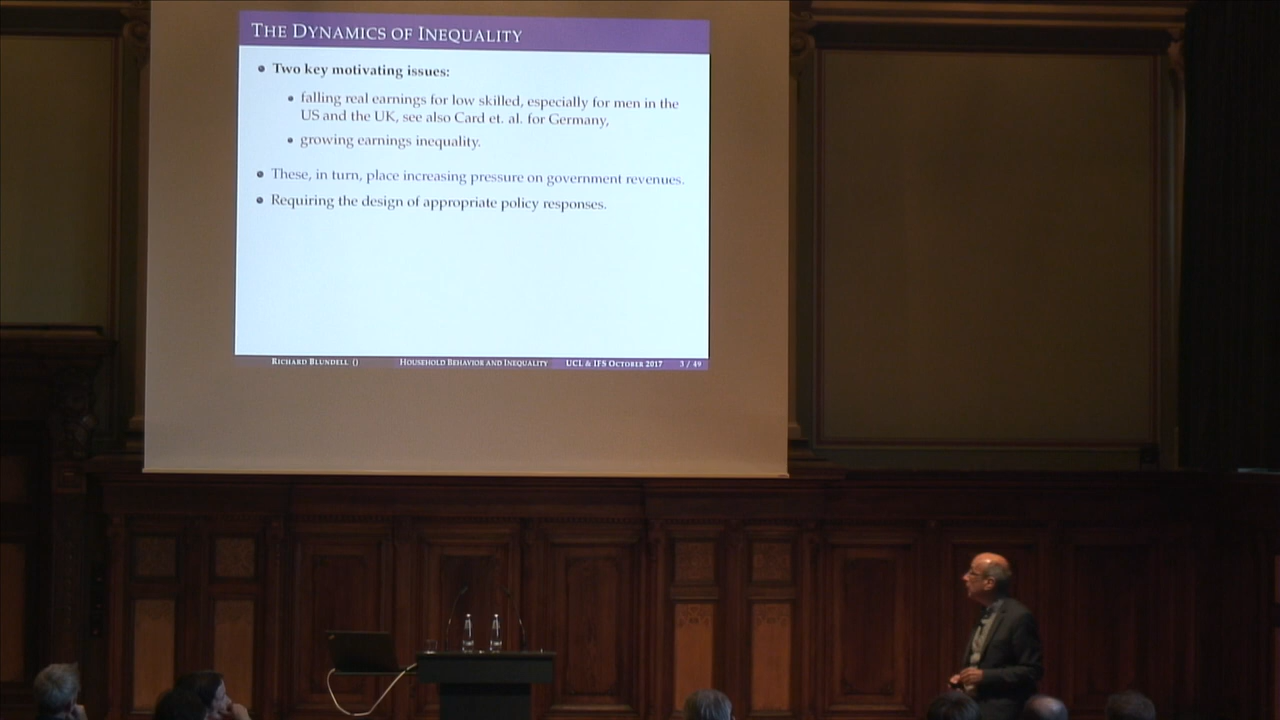 THE DYNAMICS OF INEQUALITY
Two key motivating issues:
falling real earnings for low skilled, especially for men in the
US and the UK, see also Card et. al. for Germany,
growing earnings inequality.
These, in turn, place increasing pressure on government revenues.
Requiring the design of appropriate policy responses.
RICHARD BLUNDELL () HOUSEHOLD BEHAVIOR AND INEQUALITY UCL & IFS OCTOBER 2017 3 / 49